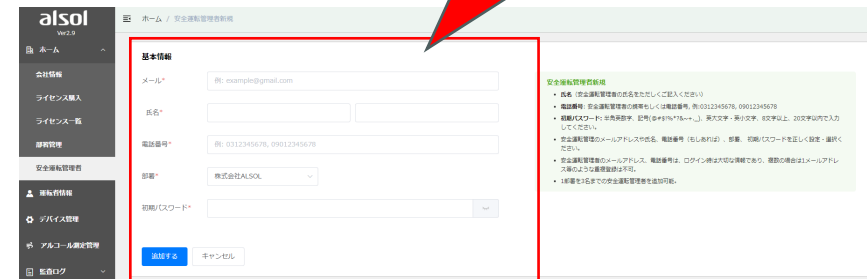 alsol
Ver2.9
ホーム
会社情報
ライセンス購入
ライセンス一覧
部署管理
安全運転管理者
運転者情報
デバイス管理
アルコール測定管理
監査ログ
ホーム / 安全運転管理者新規
基本情報
メール*
例: example@gmail.com
氏名*
電話番号*
例: 0312345678, 09012345678
部署*
株式会社ALSOL
初期パスワード*
追加する
キャンセル
安全運転管理者新規
• 氏名（安全運転管理者の氏名をただしくご記入ください）
• 電話番号: 安全運転管理者の携帯もしくは電話番号, 例:0312345678, 09012345678
• 初期パスワード: 半角英数字、記号(@#$!%*?&~+-_.)、英大文字・英小文字、8文字以上、20文字以内で入力
してください。
• 安全運転管理のメールアドレスや氏名、電話番号（もしあれば）、部署、 初期パスワードを正しく設定・選択く
ださい。
• 安全運転管理者のメールアドレス、電話番号は、ログイン時は大切な情報であり、複数の場合は1メールアドレ
ス等のような重複登録は不可。
• 1部署を3名までの安全運転管理者を追加可能。